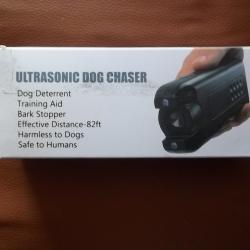 ULTRASONIC DOG CHASER
Dog Deterrent
Training Aid
Bark Stopper
Effective Distance-82ft
Harmless to Dogs
Safe to Humans